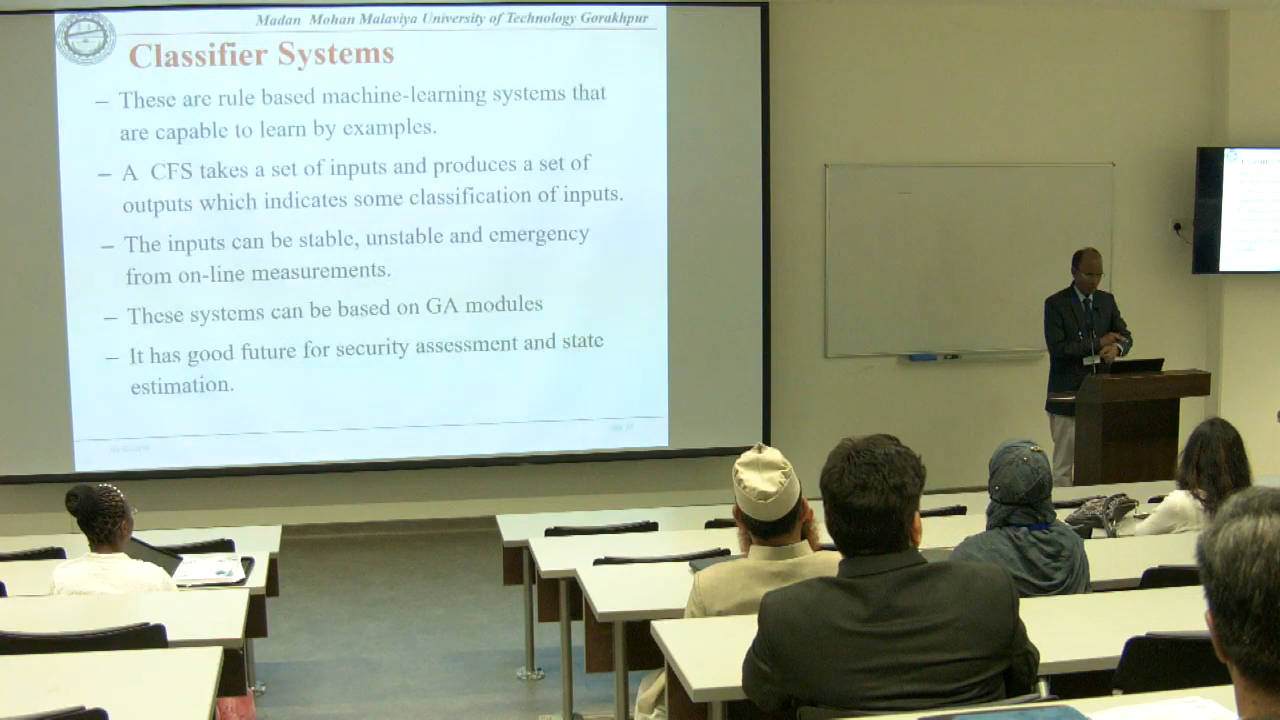 Madan Mohan Malaviya University of Technology Gorakhpur
Classifier Systems
– These are rule based machine-learning systems that
are capable to learn by examples.
– A CFS takes a set of inputs and produces a set of
outputs which indicates some classification of inputs.
– The inputs can be stable, unstable and emergency
from on-line measurements.
– These systems can be based on GA modules
– It has good future for security assessment and state
estimation.